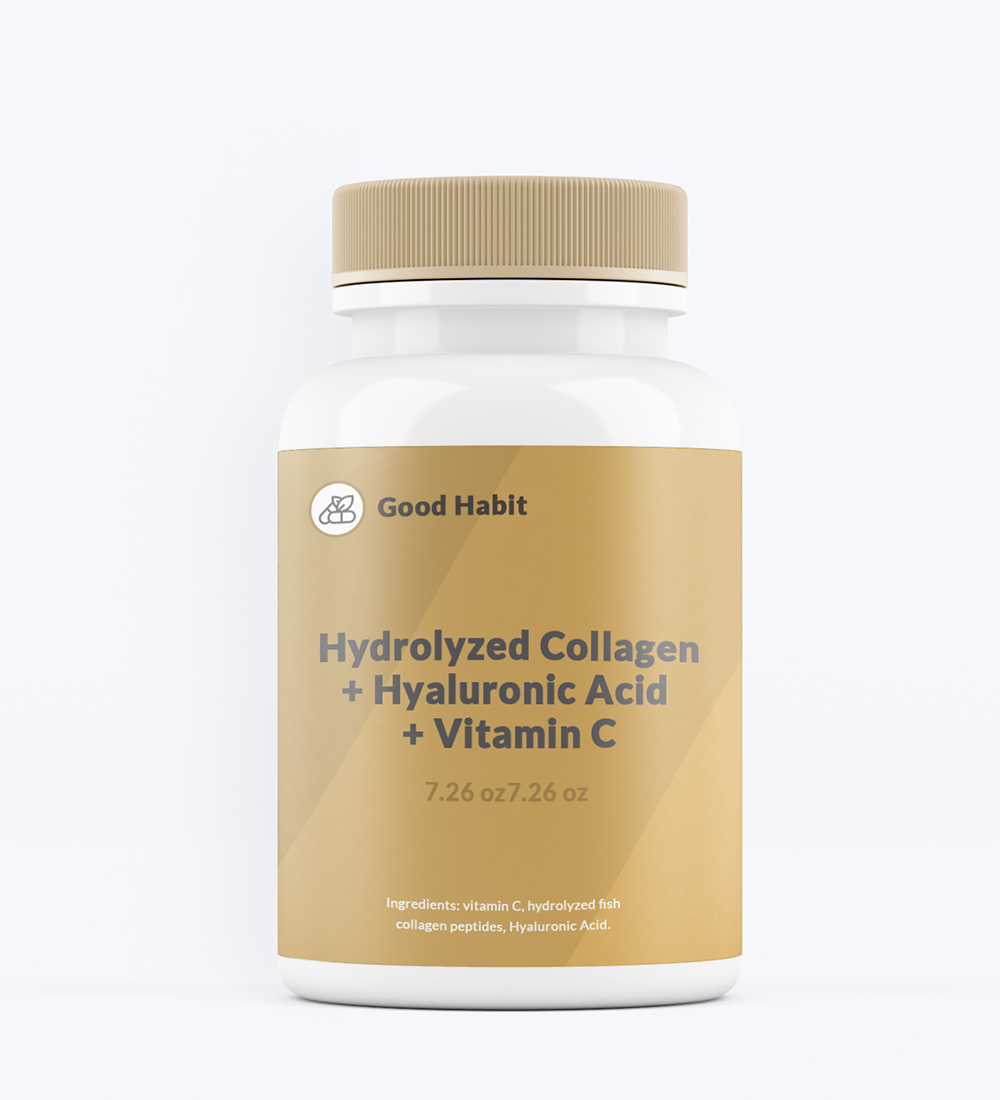 Good Habit
Hydrolyzed Collagen
+ Hyaluronic Acid
+ Vitamin C
7.26 oz7.26 oz
Ingredients: vitamin C, hydrolyzed fish
collagen peptides, Hyaluronic Acid.